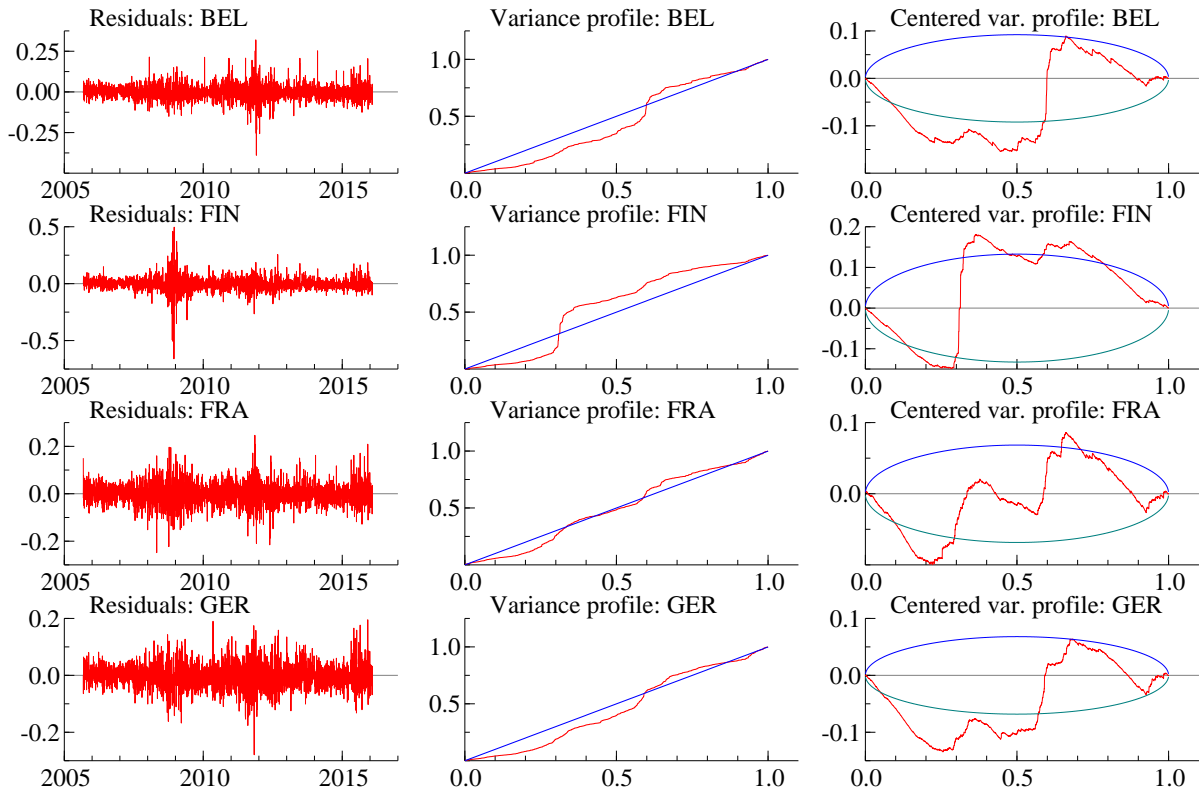 Residuals: BEL
Variance profile: BEL
Centered var. profile: BEL
0.25
0.00
-0.25
2005 2010 2015
1.0
0.5
0.0 0.5 1.0
0.1
0.0
-0.1
0.0 0.5 1.0
Residuals: FIN
Variance profile: FIN
Centered var. profile: FIN
0.5
0.0
-0.5
2005 2010 2015
1.0
0.5
0.0 0.5 1.0
0.2
0.1
0.0
-0.1
0.0 0.5 1.0
Residuals: FRA
Variance profile: FRA
Centered var. profile: FRA
0.2
0.0
-0.2
2005 2010 2015
1.0
0.5
0.0 0.5 1.0
0.1
0.0
0.0 0.5 1.0
Residuals: GER
Variance profile: GER
Centered var. profile: GER
0.2
0.0
-0.2
2005 2010 2015
1.0
0.5
0.0 0.5 1.0
0.1
0.0
-0.1
0.0 0.5 1.0